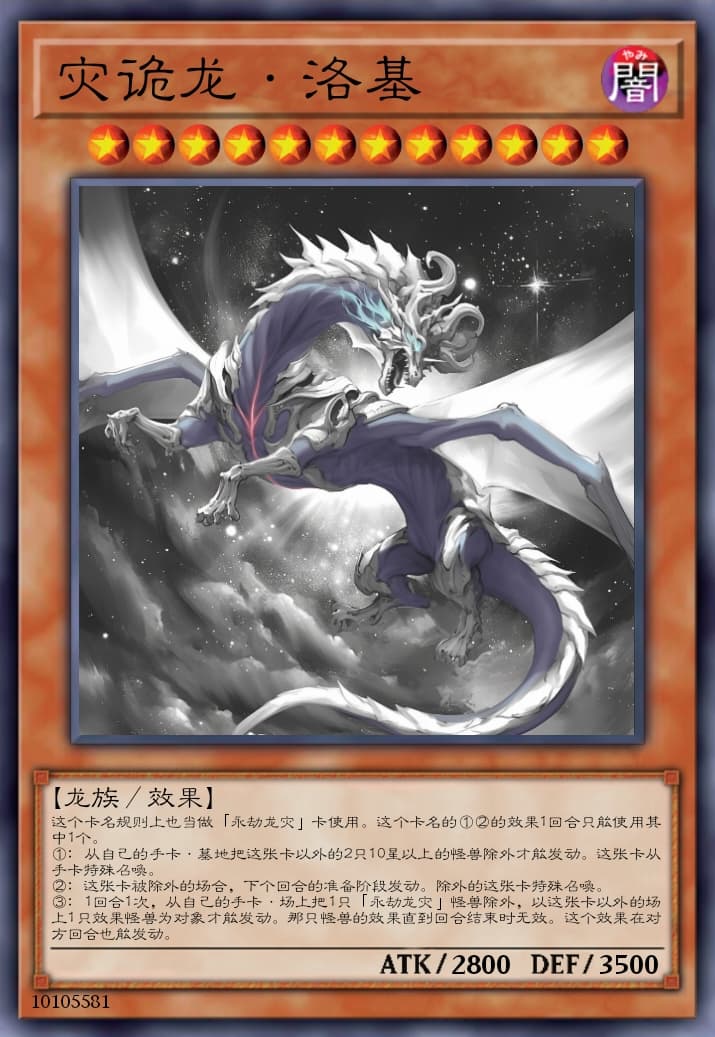 灾诡龙·洛基
やみ
闇
【龙族／效果】
这个卡名规则上也当做「永劫龙灾」卡使用。这个卡名的①②的效果1回合只能使用其
中1个。
①：从自己的手卡·墓地把这张卡以外的2只10星以上的怪兽除外才能发动。这张卡从
手卡特殊召唤。
②：这张卡被除外的场合，下个回合的准备阶段发动。除外的这张卡特殊召唤。
③：1回合1次，从自己的手卡·场上把1只「永劫龙灾」怪兽除外，以这张卡以外的场
上1只效果怪兽为对象才能发动。那只怪兽的效果直到回合结束时无效。这个效果在对
方回合也能发动。
ATK/2800 DEF/3500
10105581